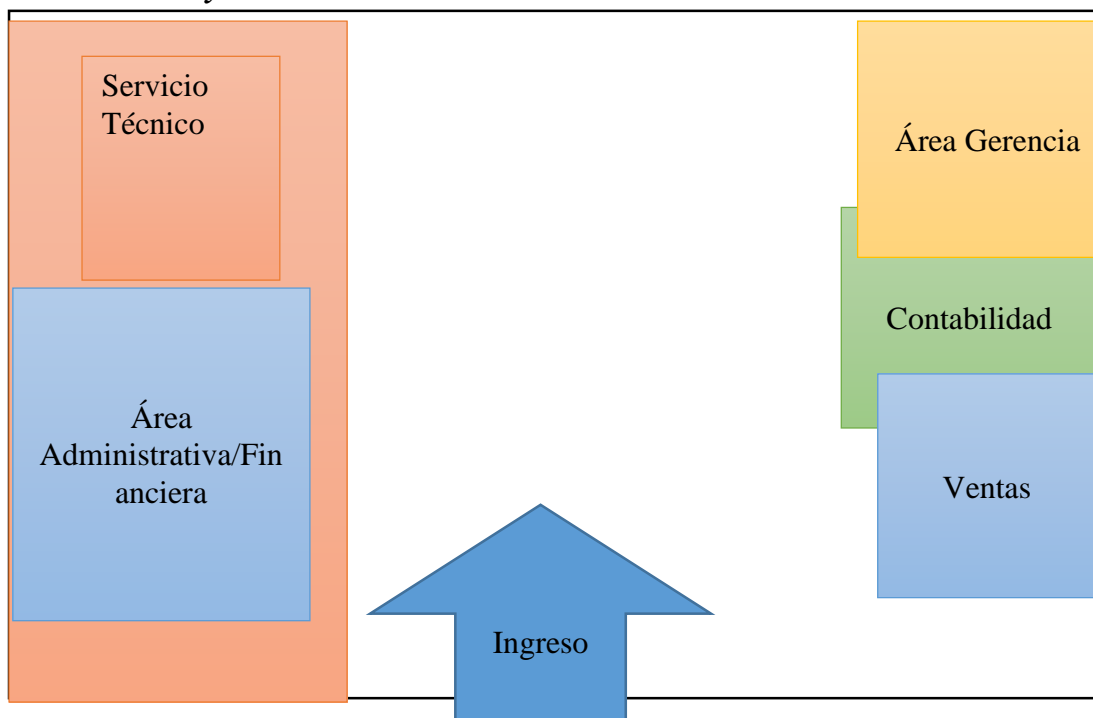 Servicio
Técnico
Área Gerencia
Contabilidad
Área
Administrativa/Fin
anciera
Ventas
Ingreso